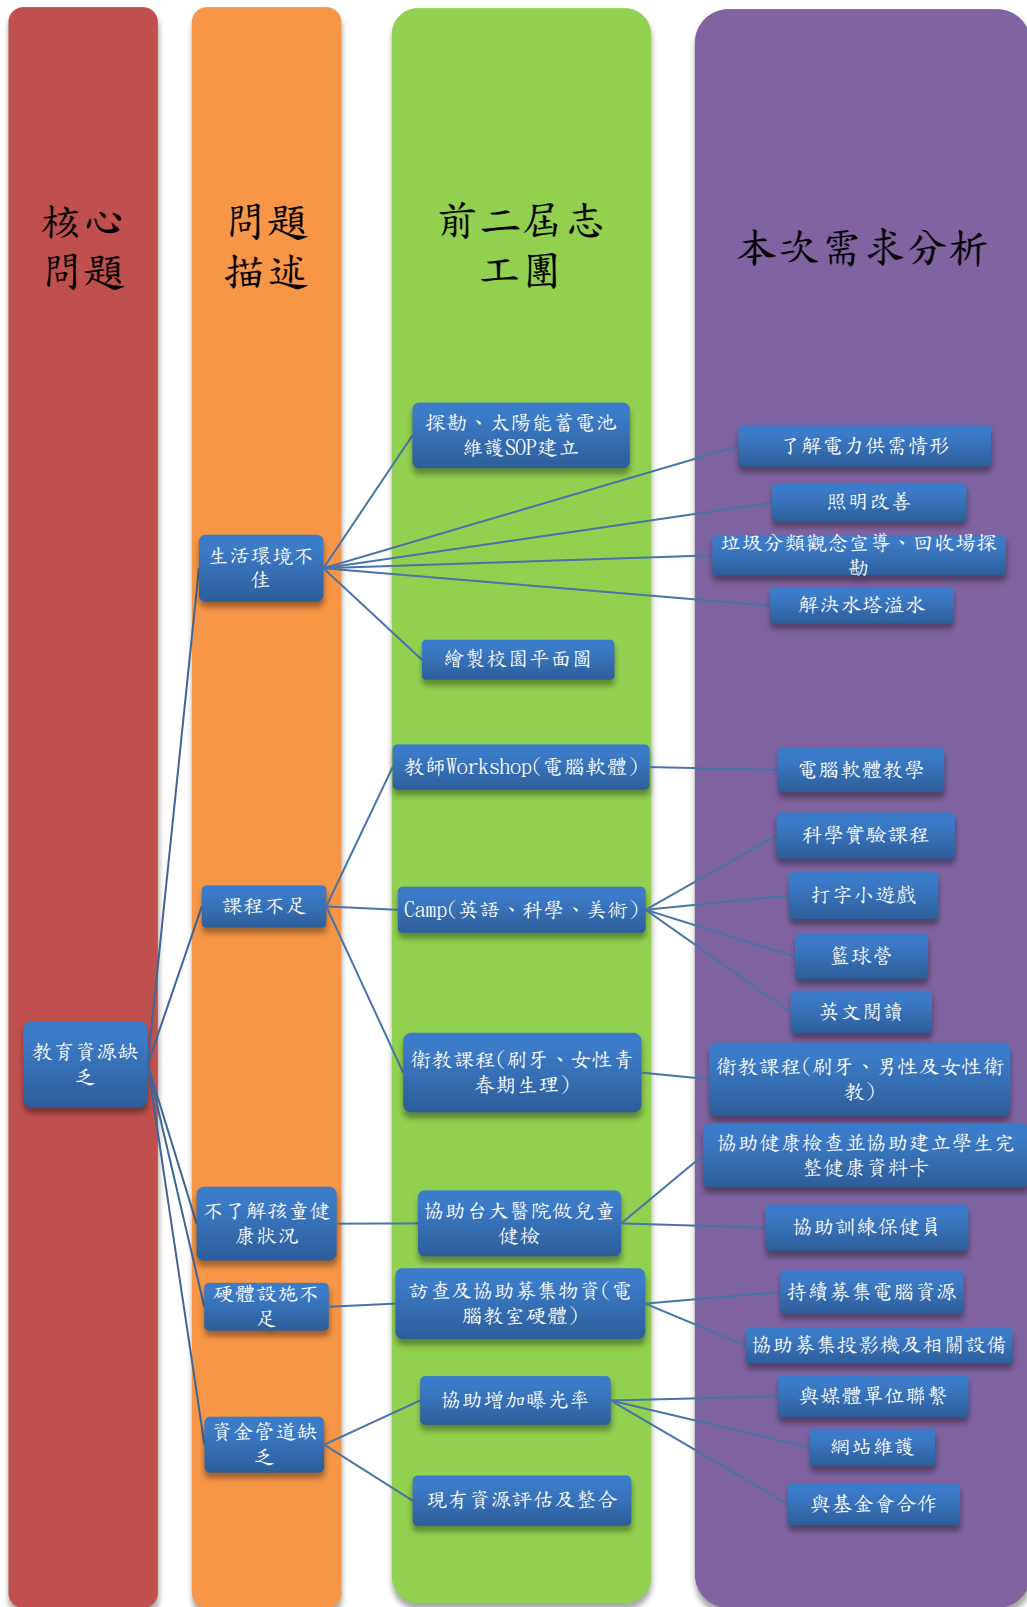 核心
問題
問題
描述
前二屆志
工團
本次需求分析
教育資源缺
乏
生活環境不
佳
課程不足
不了解孩童健
康狀況
硬體設施不
足
資金管道缺
乏
探勘、太陽能蓄電池
維護SOP建立
繪製校園平面圖
教師Workshop(電腦軟體)
Camp(英語、科學、美術)
衛教課程(刷牙、女性青
春期生理)
協助台大醫院做兒童
健檢
訪查及協助募集物資(電
腦教室硬體)
協助增加曝光率
現有資源評估及整合
了解電力供需情形
照明改善
垃圾分類觀念宣導、回收場探
勘
解決水塔溢水
電腦軟體教學
科學實驗課程
打字小遊戲
籃球營
英文閱讀
衛教課程(刷牙、男性及女性衛
教)
協助健康檢查並協助建立學生完
整健康資料卡
協助訓練保健員
持續募集電腦資源
協助募集投影機及相關設備
與媒體單位聯繫
網站維護
與基金會合作